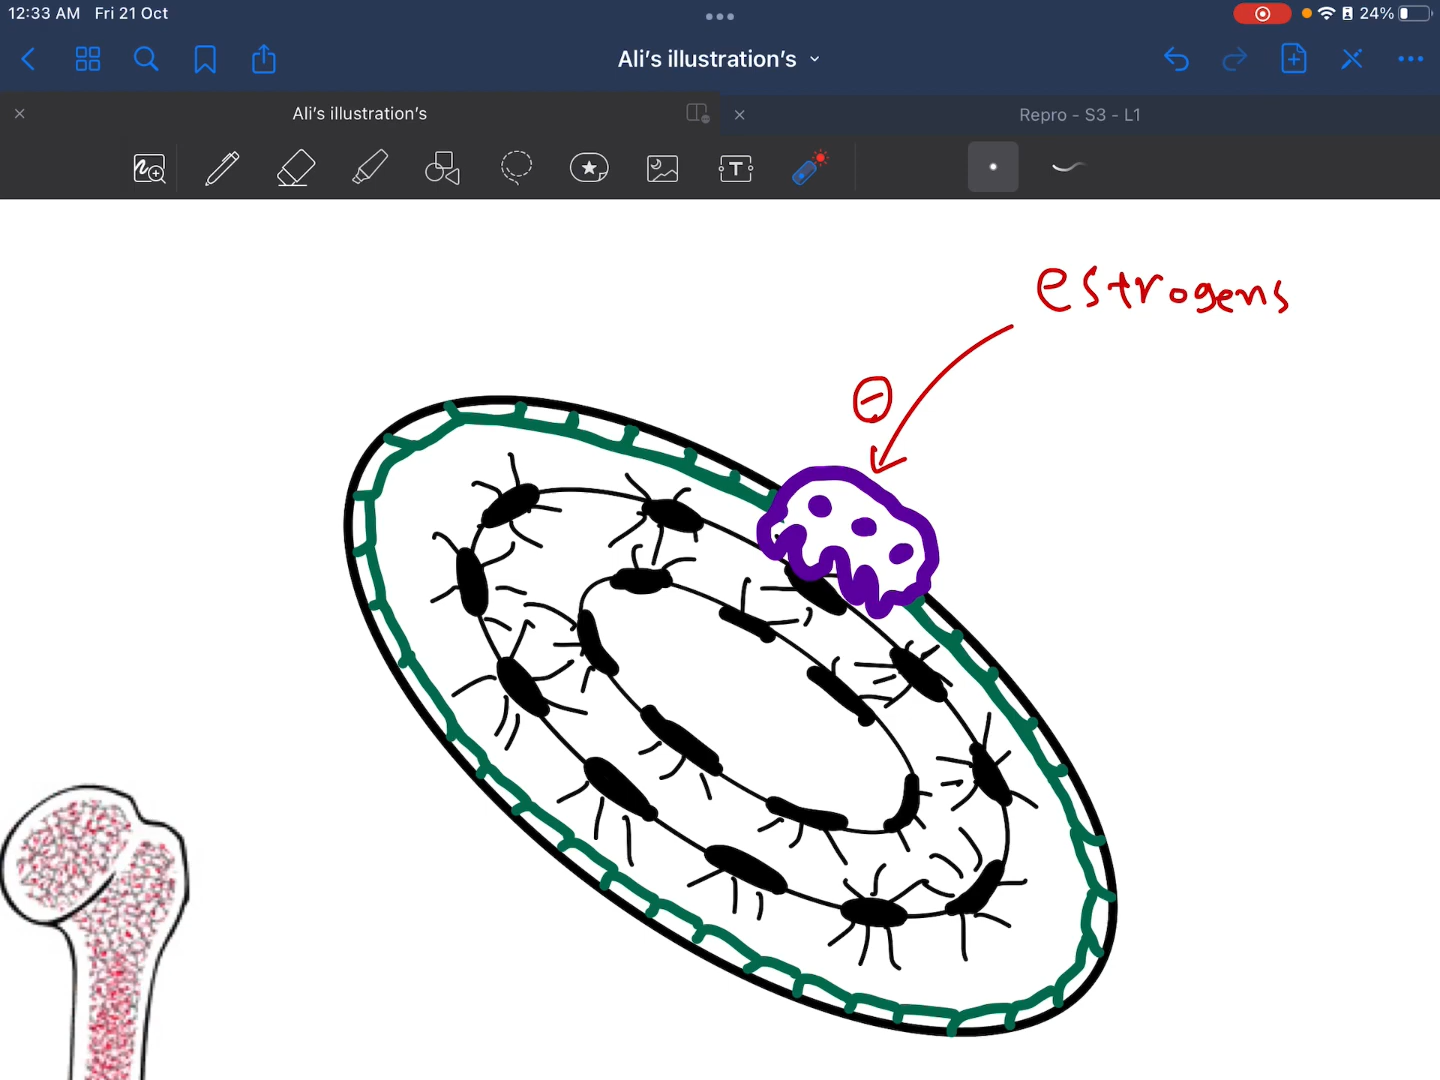 12:33 AM Fri 21 Oct
24%
Ali's illustration's
Ali's illustration's
Repro - S3 - L1
T
estrogens
⊖